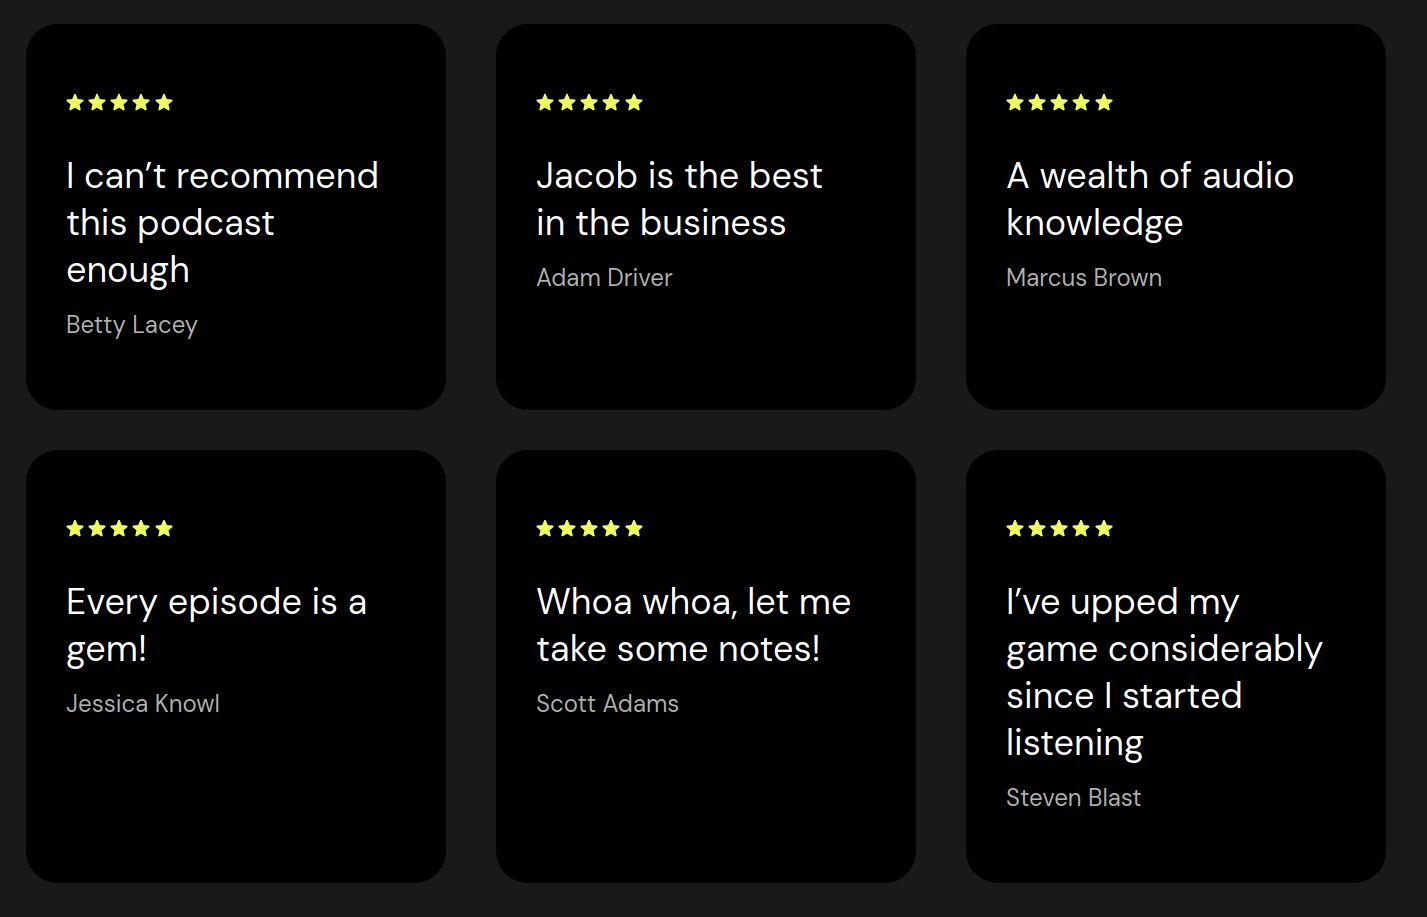 I can’t recommend
this podcast
enough
Betty Lacey
Jacob is the best
in the business
Adam Driver
A wealth of audio
knowledge
Marcus Brown
Every episode is a
gem!
Jessica Knowl
Whoa whoa, let me
take some notes!
Scott Adams
I’ve upped my
game considerably
since I started
listening
Steven Blast